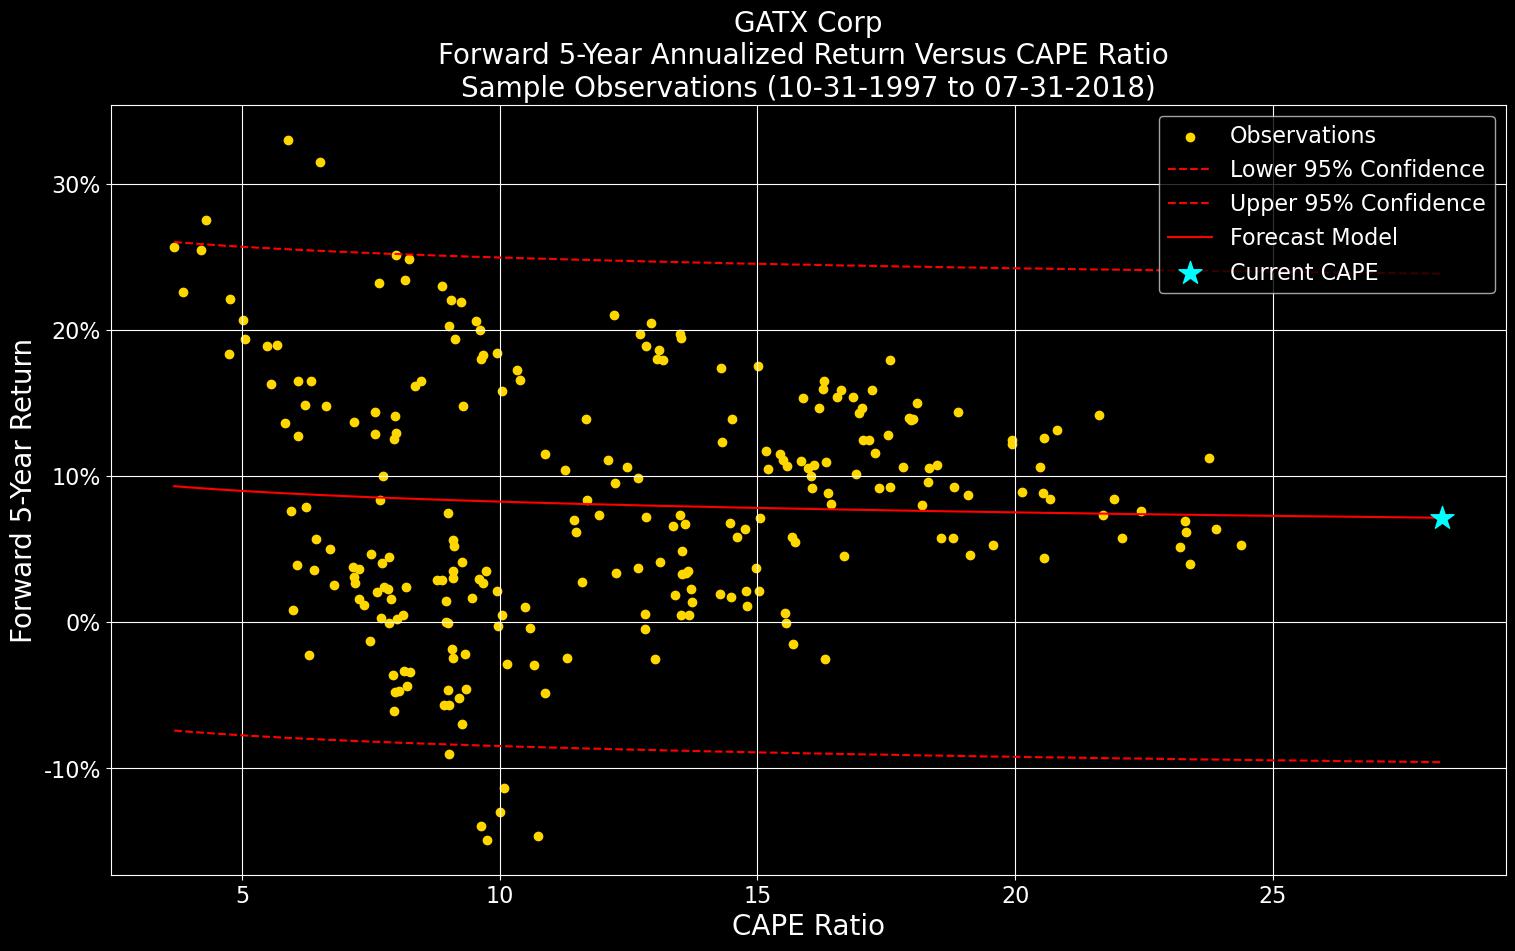 GATX Corp
Forward 5-Year Annualized Return Versus CAPE Ratio
Sample Observations (10-31-1997 to 07-31-2018)
Observations
Lower 95% Confidence
Upper 95% Confidence
Forecast Model
Current CAPE
Forward 5-Year Return
30%
20%
10%
0%
-10%
5 10 15 20 25
CAPE Ratio